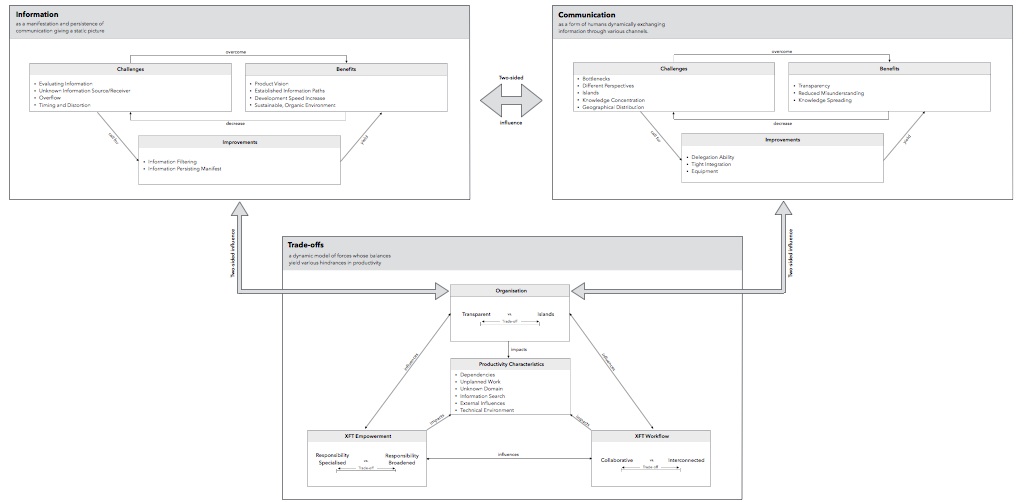 Information
as a manifestation and persistence of
communication giving a static picture
overcome
Challenges
• Evaluating Information
• Unknown Information Source/Receiver
• Overflow
• Timing and Distortion
Benefits
• Product Vision
• Established Information Paths
• Development Speed Increase
• Sustainable, Organic Environment
decrease
call for
yield
Improvements
• Information Filtering
• Information Persisting Manifest
Two-sided
influence
Communication
as a form of humans dynamically exchanging
information through various channels.
overcome
Challenges
• Bottlenecks
• Different Perspectives
• Islands
• Knowledge Concentration
• Geographical Distribution
Benefits
• Transparency
• Reduced Misunderstanding
• Knowledge Spreading
decrease
call for
yield
Improvements
• Delegation Ability
• Tight Integration
• Equipment
Two sided influence
Two sided influence
Trade-offs
a dynamic model of forces whose balances
yield various hindrances in productivity
Organisation
Transparent vs Islands
Trade-off
influences
impacts
influences
Productivity Characteristics
• Dependencies
• Unplanned Work
• Unknown Domain
• Information Search
• External Influences
• Technical Environment
impacts
impacts
XFT Empowerment
Responsibility Responsibility
Specialised vs Broadened
Trade-off
influences
XFT Workflow
Collaborative vs Interconnected
Trade off